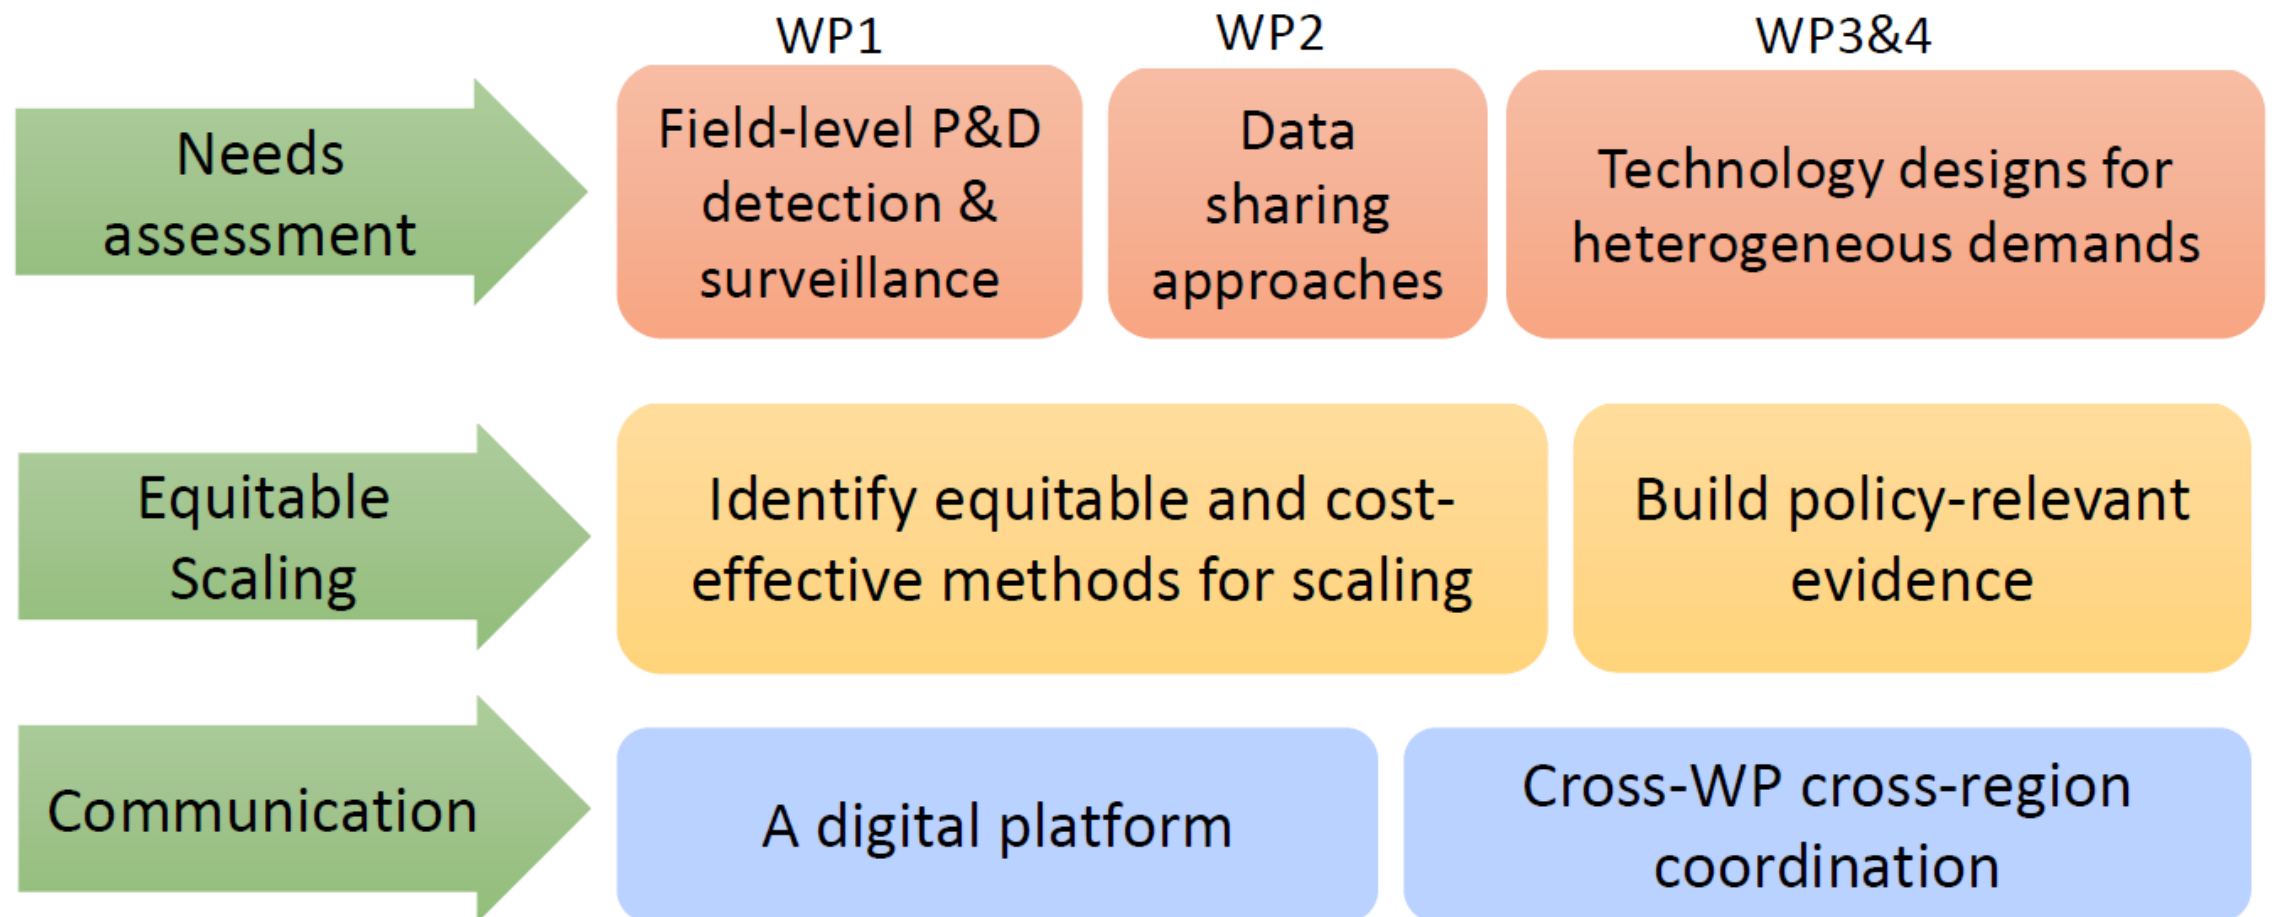 WP1
WP2
WP3&4
Needs
assessment
Field-level P&D
detection &
surveillance
Data
sharing
approaches
Technology designs for
heterogeneous demands
Equitable
Scaling
Identify equitable and cost-
effective methods for scaling
Build policy-relevant
evidence
Communication
A digital platform
Cross-WP cross-region
coordination